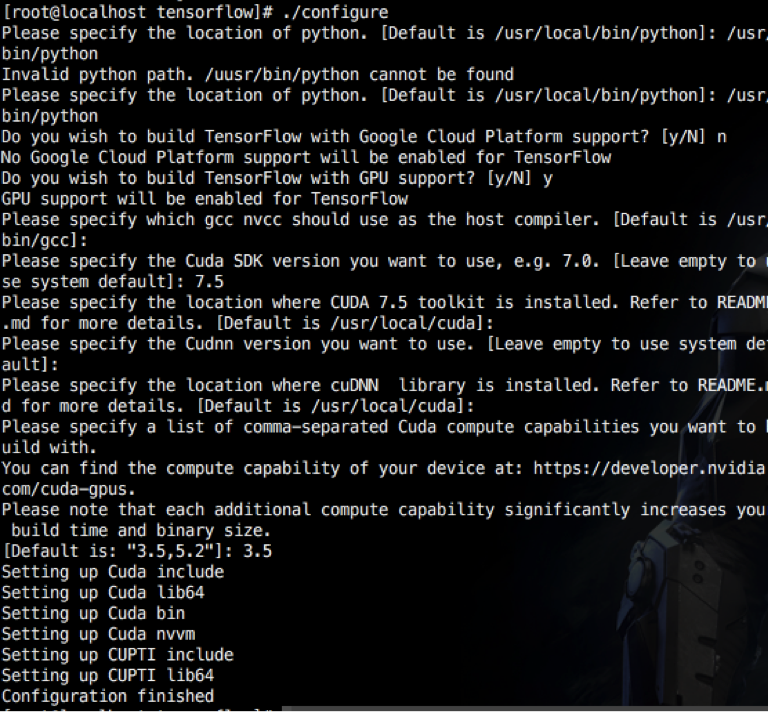 [root@localhost tensorflow]# ./configure
Please specify the location of python. [Default is /usr/local/bin/python]: /usr/
bin/python
Invalid python path. /uusr/bin/python cannot be found
Please specify the location of python. [Default is /usr/local/bin/python]: /usr/
bin/python
Do you wish to build TensorFlow with Google Cloud Platform support? [y/N] n
No Google Cloud Platform support will be enabled for TensorFlow
Do you wish to build TensorFlow with GPU support? [y/N] y
GPU support will be enabled for TensorFlow
Please specify which gcc nvcc should use as the host compiler. [Default is /usr/
bin/gcc]:
Please specify the Cuda SDK version you want to use, e.g. 7.0. [Leave empty to
se system default]: 7.5
Please specify the location where CUDA 7.5 toolkit is installed. Refer to README
.md for more details. [Default is /usr/local/cuda]:
Please specify the Cudnn version you want to use. [Leave empty to use system def
ault]:
Please specify the location where cuDNN  library is installed. Refer to README.m
d for more details. [Default is /usr/local/cuda]:
Please specify a list of comma-separated Cuda compute capabilities you want to
uild with.
You can find the compute capability of your device at: https://developer.nvidia
com/cuda-gpus.
Please note that each additional compute capability significantly increases you
 build time and binary size.
[Default is: "3.5,5.2"]: 3.5
Setting up Cuda include
Setting up Cuda lib64
Setting up Cuda bin
Setting up Cuda nvvm
Setting up CUPTI include
Setting up CUPTI lib64
Configuration finished